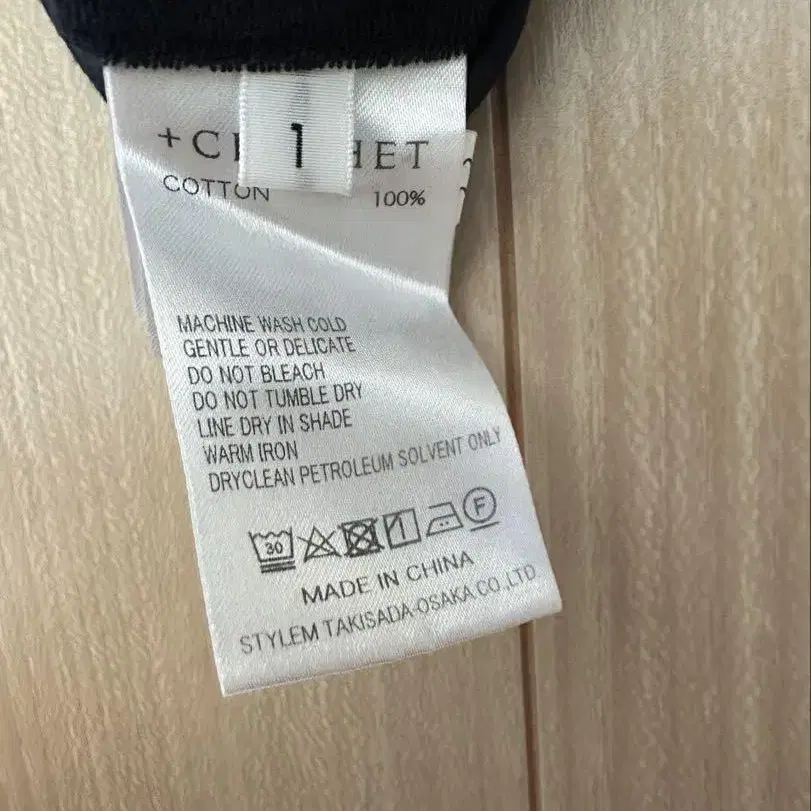 1
COTTON 100%
MACHINE WASH COLD
GENTLE OR DELICATE
DO NOT BLEACH
DO NOT TUMBLE DRY
LINE DRY IN SHADE
WARM IRON
DRYCLEAN PETROLEUM SOLVENT ONLY
30 F
MADE IN CHINA
STYLEM TAKISADA-OSAKA CO.,LTD.